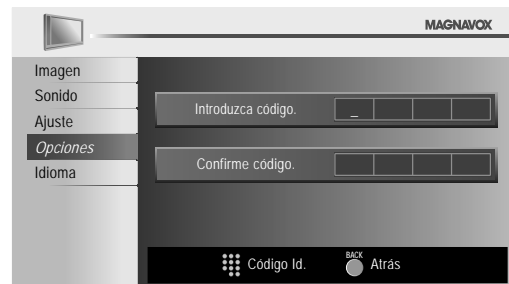 MAGNAVOX
Imagen
Sonido
Ajuste
Opciones
Idioma
Introduzca código.
_
Confirme código.
Código Id.
BACK
Atrás